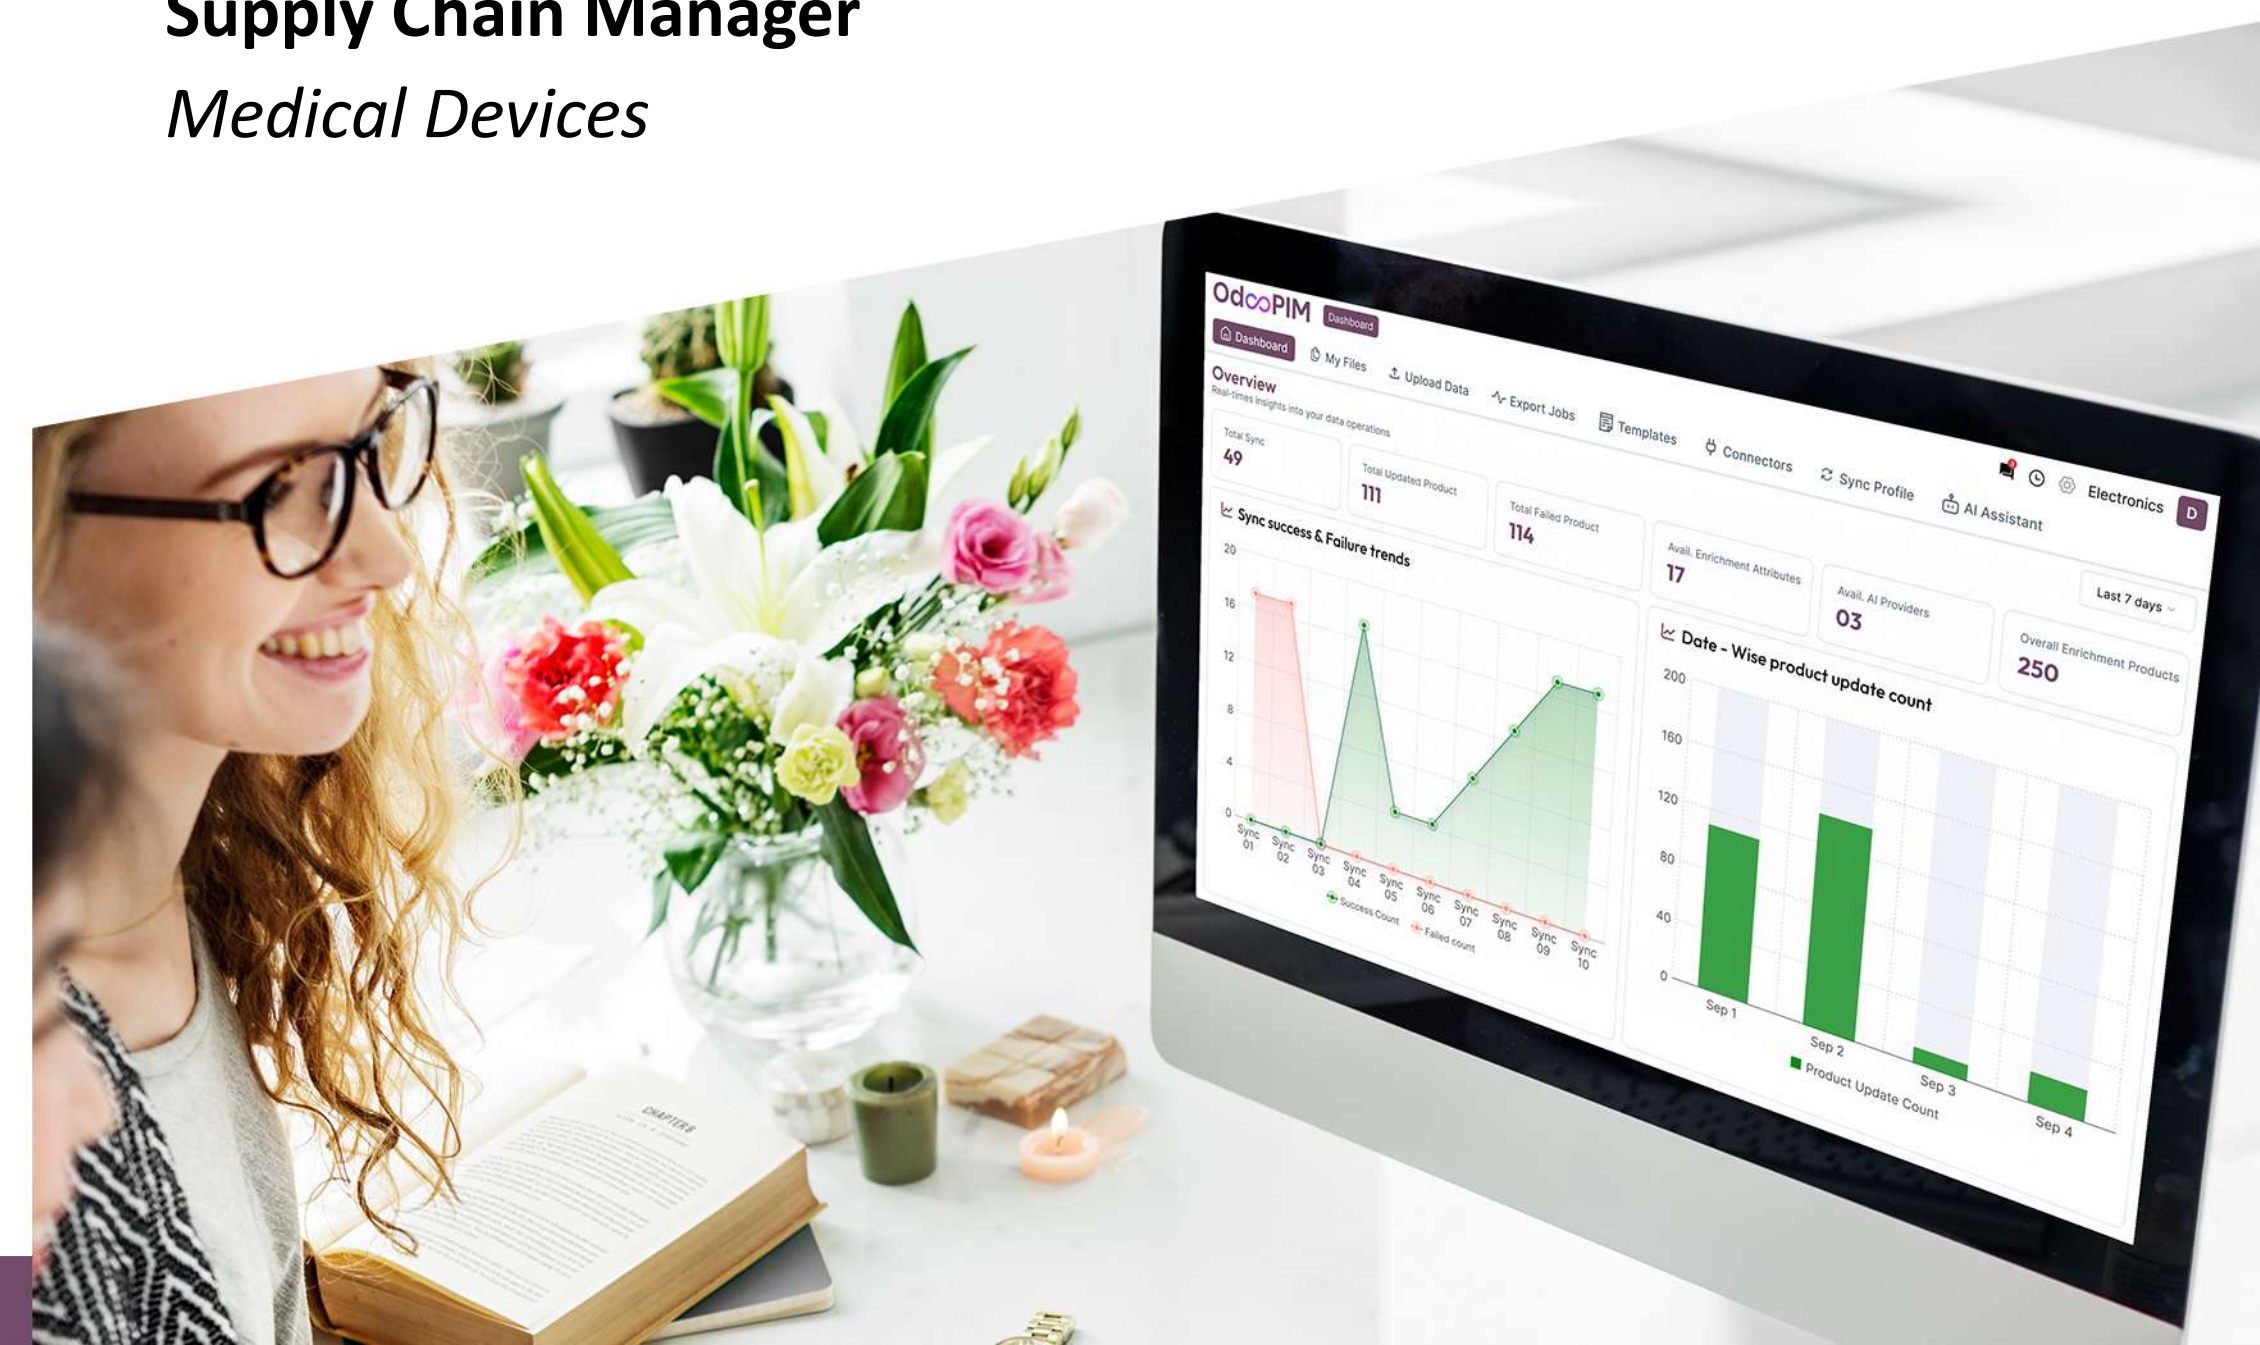 Supply Chain Manager
Medical Devices
OdooPIM Dashboard
Dashboard My Files Upload Data Export Jobs Templates Connectors Sync Profile AI Assistant
Electronics D
Overview
Real-times insights into your data operations
Last 7 days
Total Sync
49
Total Updated Product
111
Total Failed Product
114
Avail. Enrichment Attributes
17
Avail. AI Providers
03
Overall Enrichment Products
250
Sync success & Failure trends
20
16
12
8
4
0
Sync 01
Sync 02
Sync 03
Sync 04
Sync 05
Sync 06
Sync 07
Sync 08
Sync 09
Sync 10
Success Count Failed count
Date - Wise product update count
200
160
120
80
40
0
Sep 1
Sep 2
Sep 3
Sep 4
Product Update Count
CHAPTER 8